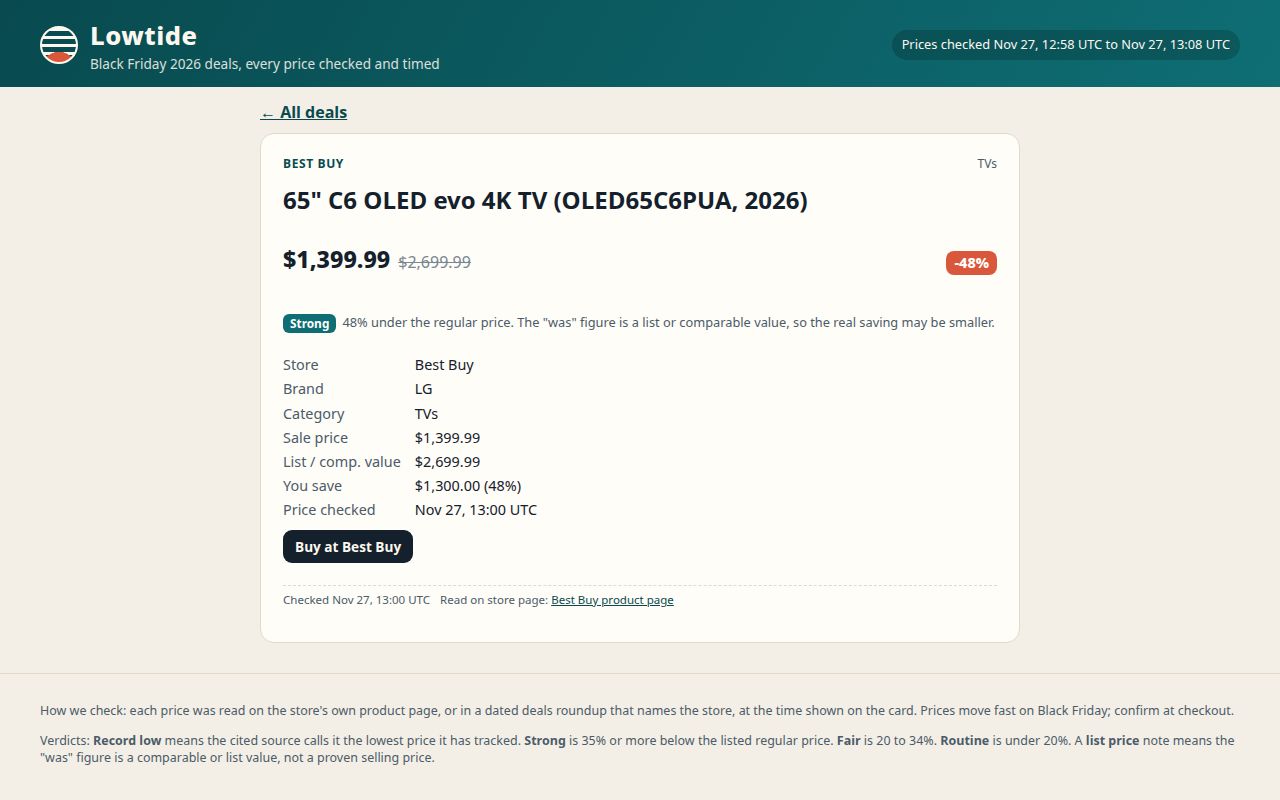 Lowtide
Black Friday 2026 deals, every price checked and timed
Prices checked Nov 27, 12:58 UTC to Nov 27, 13:08 UTC
← All deals
BEST BUY
TVs
65" C6 OLED evo 4K TV (OLED65C6PUA, 2026)
$1,399.99 $2,699.99
-48%
Strong 48% under the regular price. The "was" figure is a list or comparable value, so the real saving may be smaller.
Store Best Buy
Brand LG
Category TVs
Sale price $1,399.99
List / comp. value $2,699.99
You save $1,300.00 (48%)
Price checked Nov 27, 13:00 UTC
Buy at Best Buy
Checked Nov 27, 13:00 UTC Read on store page: Best Buy product page
How we check: each price was read on the store's own product page, or in a dated deals roundup that names the store, at the time shown on the card. Prices move fast on Black Friday; confirm at checkout.
Verdicts: Record low means the cited source calls it the lowest price it has tracked. Strong is 35% or more below the listed regular price. Fair is 20 to 34%. Routine is under 20%. A list price note means the
"was" figure is a comparable or list value, not a proven selling price.